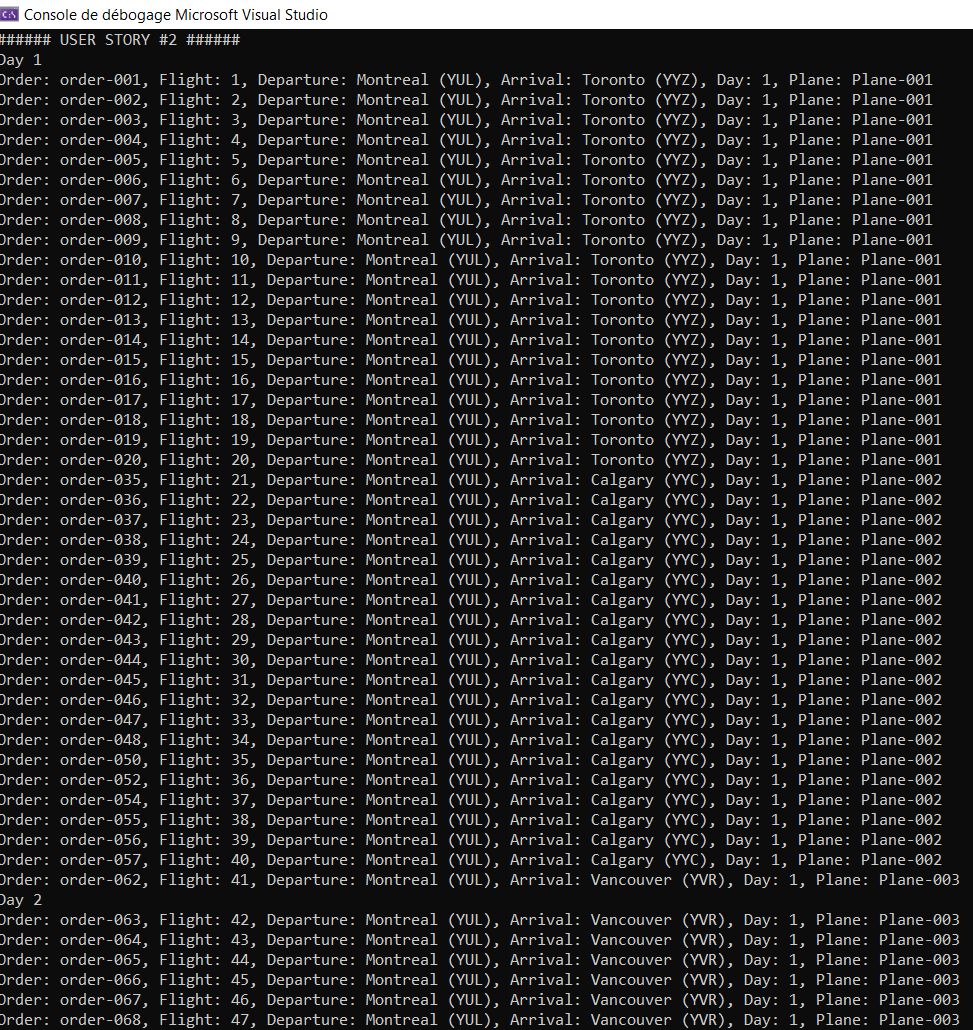 Console de débogage Microsoft Visual Studio
###### USER STORY #2 ######
Day 1
Order: order-001, Flight: 1, Departure: Montreal (YUL), Arrival: Toronto (YYZ), Day: 1, Plane: Plane-001
Order: order-002, Flight: 2, Departure: Montreal (YUL), Arrival: Toronto (YYZ), Day: 1, Plane: Plane-001
Order: order-003, Flight: 3, Departure: Montreal (YUL), Arrival: Toronto (YYZ), Day: 1, Plane: Plane-001
Order: order-004, Flight: 4, Departure: Montreal (YUL), Arrival: Toronto (YYZ), Day: 1, Plane: Plane-001
Order: order-005, Flight: 5, Departure: Montreal (YUL), Arrival: Toronto (YYZ), Day: 1, Plane: Plane-001
Order: order-006, Flight: 6, Departure: Montreal (YUL), Arrival: Toronto (YYZ), Day: 1, Plane: Plane-001
Order: order-007, Flight: 7, Departure: Montreal (YUL), Arrival: Toronto (YYZ), Day: 1, Plane: Plane-001
Order: order-008, Flight: 8, Departure: Montreal (YUL), Arrival: Toronto (YYZ), Day: 1, Plane: Plane-001
Order: order-009, Flight: 9, Departure: Montreal (YUL), Arrival: Toronto (YYZ), Day: 1, Plane: Plane-001
Order: order-010, Flight: 10, Departure: Montreal (YUL), Arrival: Toronto (YYZ), Day: 1, Plane: Plane-001
Order: order-011, Flight: 11, Departure: Montreal (YUL), Arrival: Toronto (YYZ), Day: 1, Plane: Plane-001
Order: order-012, Flight: 12, Departure: Montreal (YUL), Arrival: Toronto (YYZ), Day: 1, Plane: Plane-001
Order: order-013, Flight: 13, Departure: Montreal (YUL), Arrival: Toronto (YYZ), Day: 1, Plane: Plane-001
Order: order-014, Flight: 14, Departure: Montreal (YUL), Arrival: Toronto (YYZ), Day: 1, Plane: Plane-001
Order: order-015, Flight: 15, Departure: Montreal (YUL), Arrival: Toronto (YYZ), Day: 1, Plane: Plane-001
Order: order-016, Flight: 16, Departure: Montreal (YUL), Arrival: Toronto (YYZ), Day: 1, Plane: Plane-001
Order: order-017, Flight: 17, Departure: Montreal (YUL), Arrival: Toronto (YYZ), Day: 1, Plane: Plane-001
Order: order-018, Flight: 18, Departure: Montreal (YUL), Arrival: Toronto (YYZ), Day: 1, Plane: Plane-001
Order: order-019, Flight: 19, Departure: Montreal (YUL), Arrival: Toronto (YYZ), Day: 1, Plane: Plane-001
Order: order-020, Flight: 20, Departure: Montreal (YUL), Arrival: Toronto (YYZ), Day: 1, Plane: Plane-001
Order: order-035, Flight: 21, Departure: Montreal (YUL), Arrival: Calgary (YYC), Day: 1, Plane: Plane-002
Order: order-036, Flight: 22, Departure: Montreal (YUL), Arrival: Calgary (YYC), Day: 1, Plane: Plane-002
Order: order-037, Flight: 23, Departure: Montreal (YUL), Arrival: Calgary (YYC), Day: 1, Plane: Plane-002
Order: order-038, Flight: 24, Departure: Montreal (YUL), Arrival: Calgary (YYC), Day: 1, Plane: Plane-002
Order: order-039, Flight: 25, Departure: Montreal (YUL), Arrival: Calgary (YYC), Day: 1, Plane: Plane-002
Order: order-040, Flight: 26, Departure: Montreal (YUL), Arrival: Calgary (YYC), Day: 1, Plane: Plane-002
Order: order-041, Flight: 27, Departure: Montreal (YUL), Arrival: Calgary (YYC), Day: 1, Plane: Plane-002
Order: order-042, Flight: 28, Departure: Montreal (YUL), Arrival: Calgary (YYC), Day: 1, Plane: Plane-002
Order: order-043, Flight: 29, Departure: Montreal (YUL), Arrival: Calgary (YYC), Day: 1, Plane: Plane-002
Order: order-044, Flight: 30, Departure: Montreal (YUL), Arrival: Calgary (YYC), Day: 1, Plane: Plane-002
Order: order-045, Flight: 31, Departure: Montreal (YUL), Arrival: Calgary (YYC), Day: 1, Plane: Plane-002
Order: order-046, Flight: 32, Departure: Montreal (YUL), Arrival: Calgary (YYC), Day: 1, Plane: Plane-002
Order: order-047, Flight: 33, Departure: Montreal (YUL), Arrival: Calgary (YYC), Day: 1, Plane: Plane-002
Order: order-048, Flight: 34, Departure: Montreal (YUL), Arrival: Calgary (YYC), Day: 1, Plane: Plane-002
Order: order-050, Flight: 35, Departure: Montreal (YUL), Arrival: Calgary (YYC), Day: 1, Plane: Plane-002
Order: order-052, Flight: 36, Departure: Montreal (YUL), Arrival: Calgary (YYC), Day: 1, Plane: Plane-002
Order: order-054, Flight: 37, Departure: Montreal (YUL), Arrival: Calgary (YYC), Day: 1, Plane: Plane-002
Order: order-055, Flight: 38, Departure: Montreal (YUL), Arrival: Calgary (YYC), Day: 1, Plane: Plane-002
Order: order-056, Flight: 39, Departure: Montreal (YUL), Arrival: Calgary (YYC), Day: 1, Plane: Plane-002
Order: order-057, Flight: 40, Departure: Montreal (YUL), Arrival: Calgary (YYC), Day: 1, Plane: Plane-002
Order: order-062, Flight: 41, Departure: Montreal (YUL), Arrival: Vancouver (YVR), Day: 1, Plane: Plane-003
Day 2
Order: order-063, Flight: 42, Departure: Montreal (YUL), Arrival: Vancouver (YVR), Day: 1, Plane: Plane-003
Order: order-064, Flight: 43, Departure: Montreal (YUL), Arrival: Vancouver (YVR), Day: 1, Plane: Plane-003
Order: order-065, Flight: 44, Departure: Montreal (YUL), Arrival: Vancouver (YVR), Day: 1, Plane: Plane-003
Order: order-066, Flight: 45, Departure: Montreal (YUL), Arrival: Vancouver (YVR), Day: 1, Plane: Plane-003
Order: order-067, Flight: 46, Departure: Montreal (YUL), Arrival: Vancouver (YVR), Day: 1, Plane: Plane-003
Order: order-068, Flight: 47, Departure: Montreal (YUL), Arrival: Vancouver (YVR), Day: 1, Plane: Plane-003